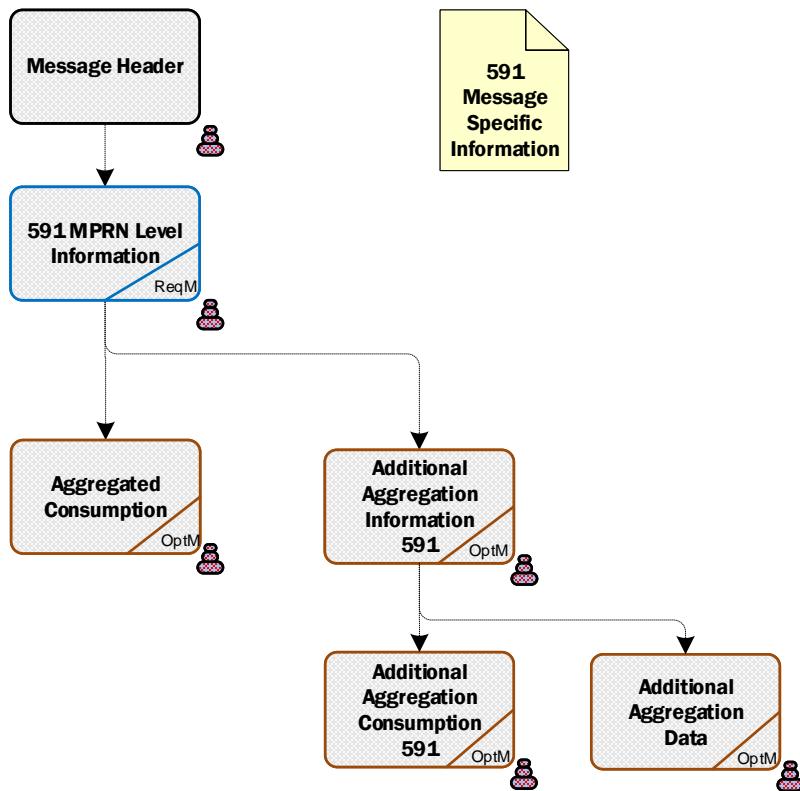 Message Header
591
Message
Specific
Information
591 MPRN Level
Information
ReqM
Aggregated
Consumption
OptM
Additional
Aggregation
Information
591
OptM
Additional
Aggregation
Consumption
591
OptM
Additional
Aggregation
Data
OptM